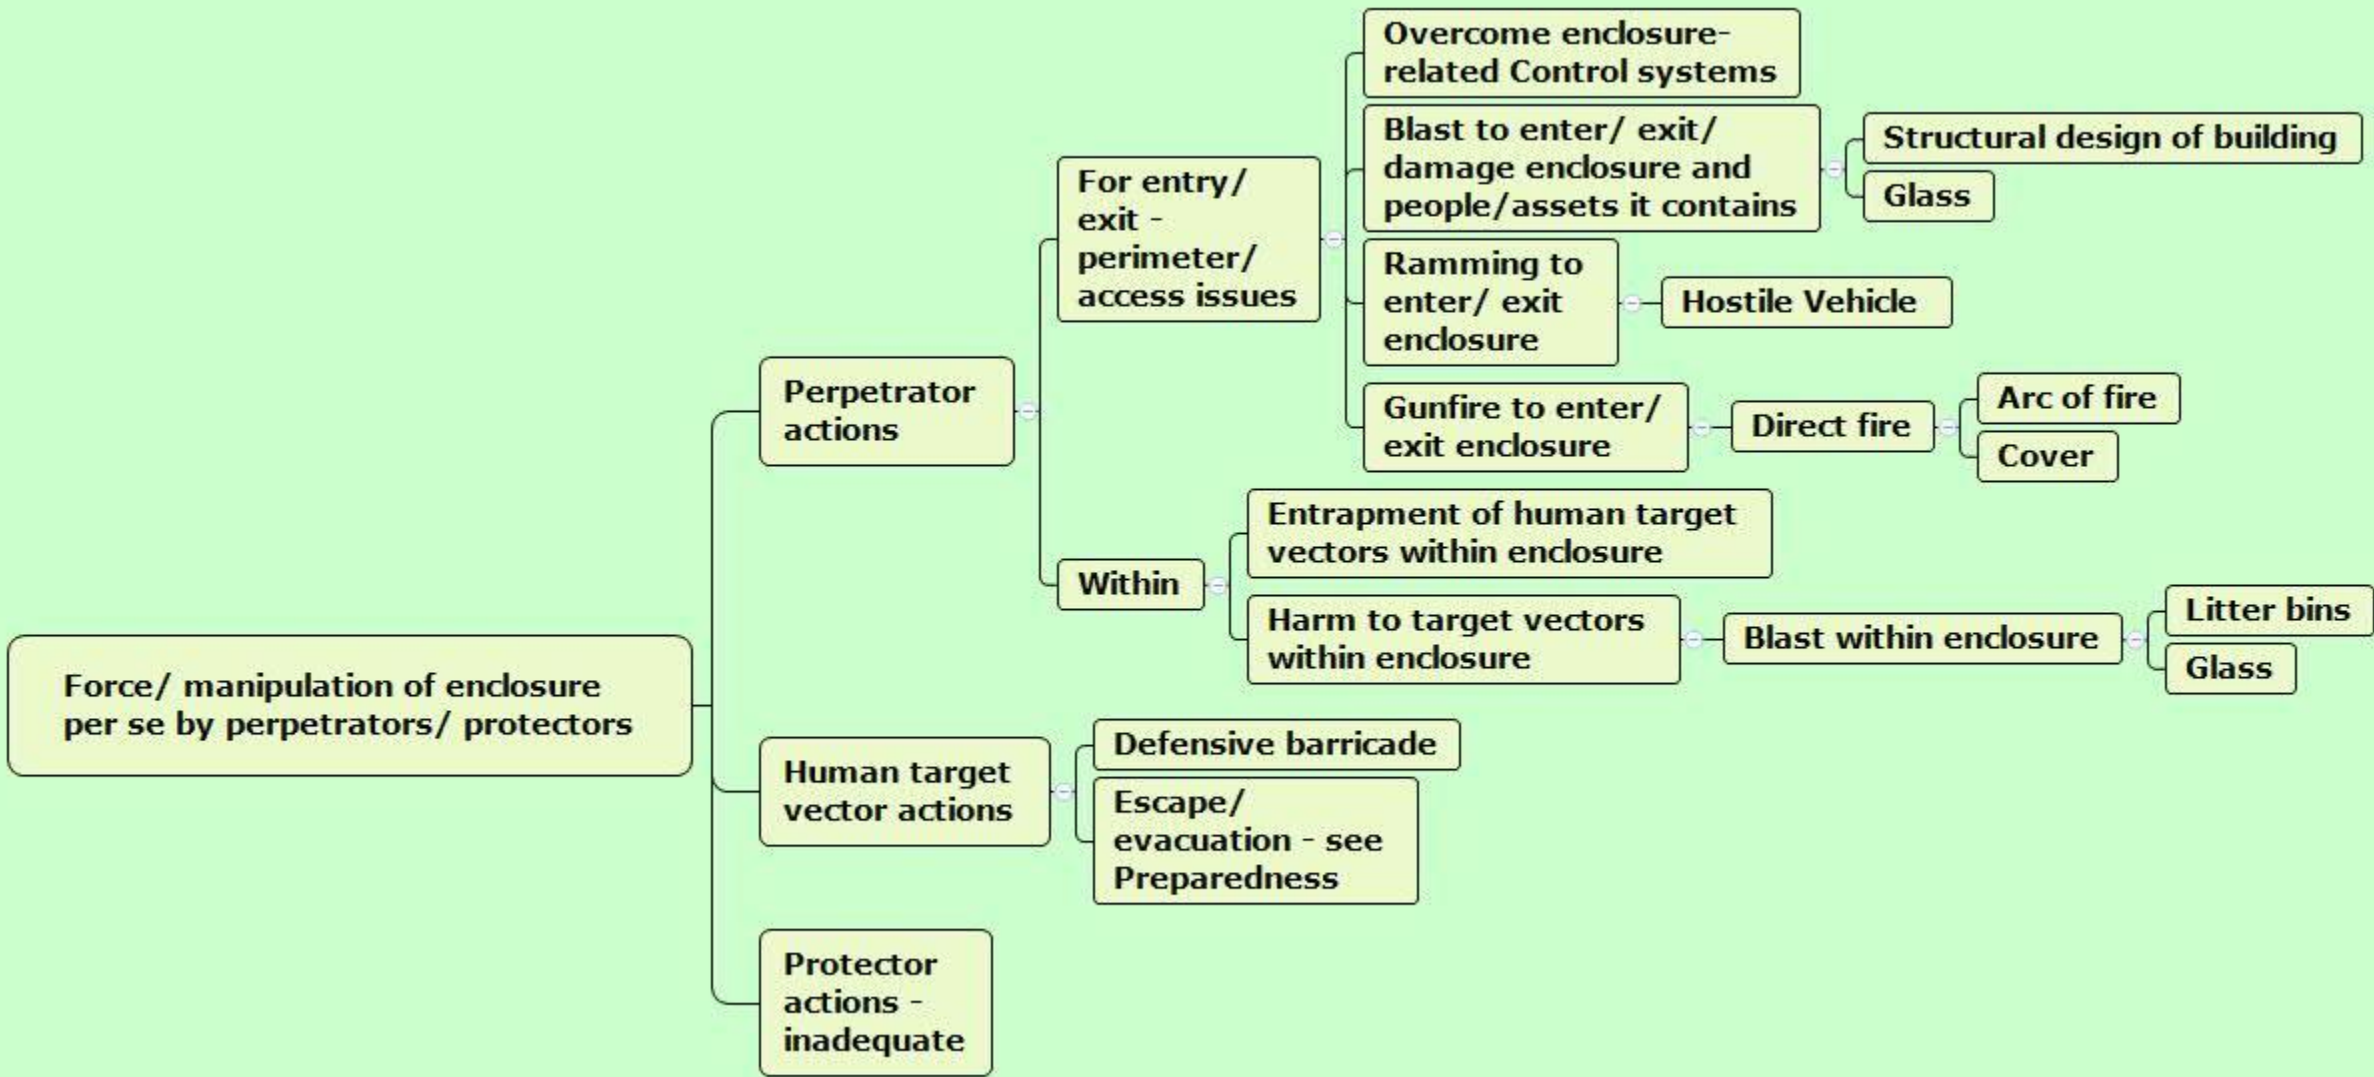 Force/ manipulation of enclosure
per se by perpetrators/ protectors
Perpetrator
actions
For entry/
exit -
perimeter/
access issues
Overcome enclosure-
related Control systems
Blast to enter/ exit/
damage enclosure and
people/assets it contains
Structural design of building
Glass
Ramming to
enter/ exit
enclosure
Hostile Vehicle
Gunfire to enter/
exit enclosure
Direct fire
Arc of fire
Cover
Within
Entrapment of human target
vectors within enclosure
Harm to target vectors
within enclosure
Blast within enclosure
Litter bins
Glass
Human target
vector actions
Defensive barricade
Escape/
evacuation - see
Preparedness
Protector
actions -
inadequate